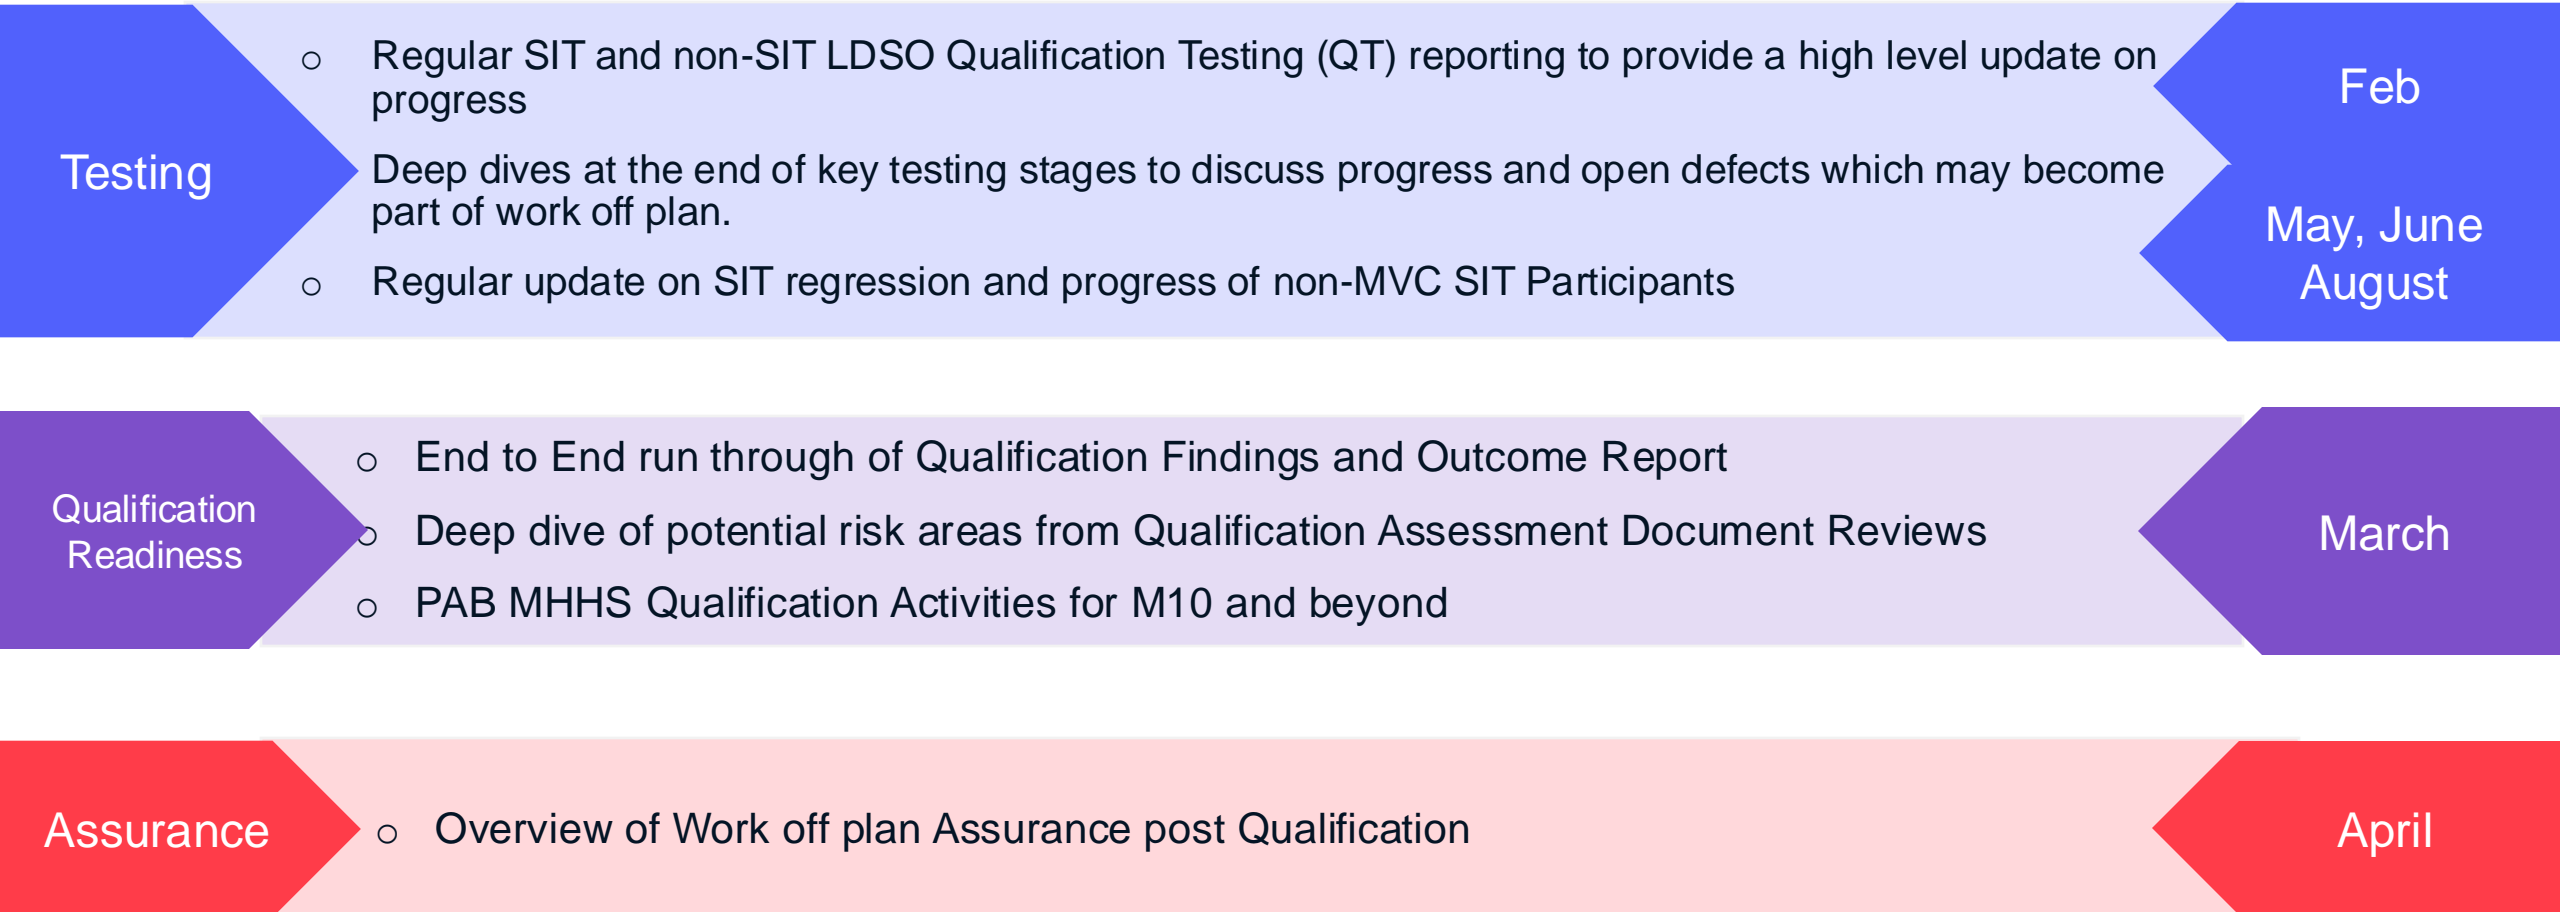 Testing
o Regular SIT and non-SIT LDSO Qualification Testing (QT) reporting to provide a high level update on
progress
Deep dives at the end of key testing stages to discuss progress and open defects which may become
part of work off plan.
o Regular update on SIT regression and progress of non-MVC SIT Participants
Feb
May, June
August
Qualification
Readiness
o End to End run through of Qualification Findings and Outcome Report
o Deep dive of potential risk areas from Qualification Assessment Document Reviews
o PAB MHHS Qualification Activities for M10 and beyond
March
Assurance
o Overview of Work off plan Assurance post Qualification
April